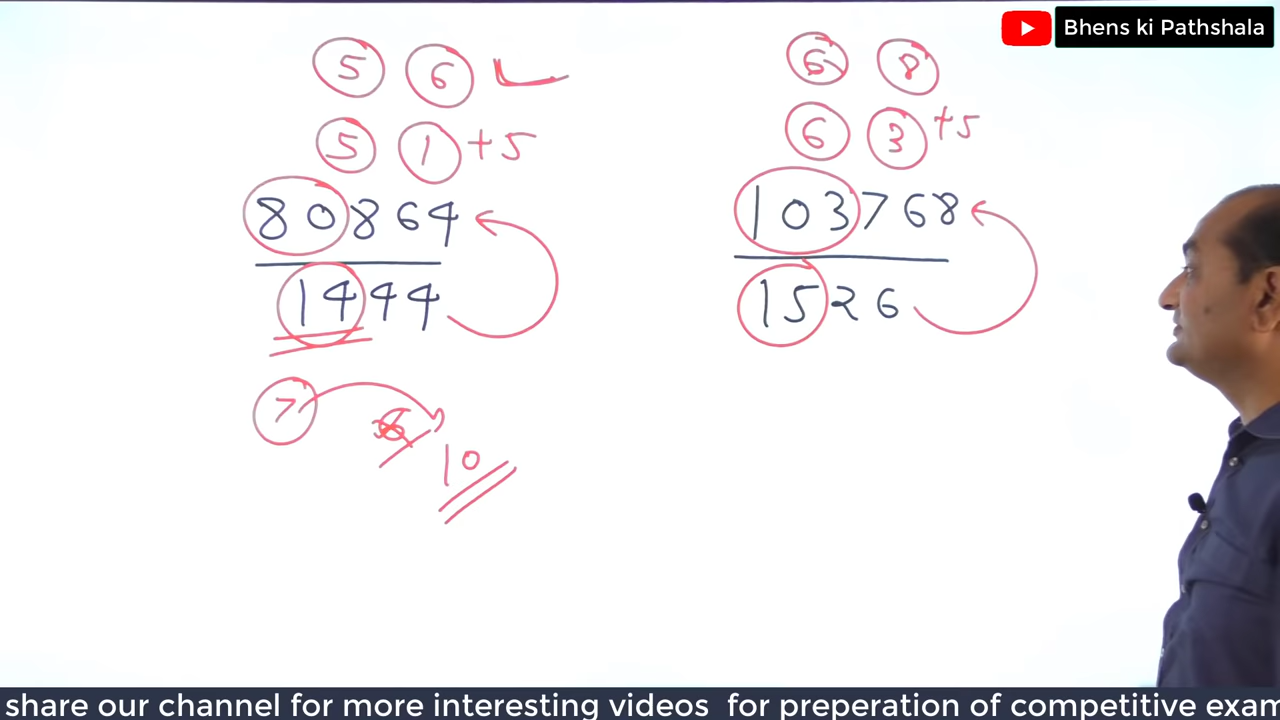 Bhens ki Pathshala
5 6
5 1 +5
80864
1444
7
10
6 8
6 3 +5
103768
1526
share our channel for more interesting videos for preperation of competitive exam